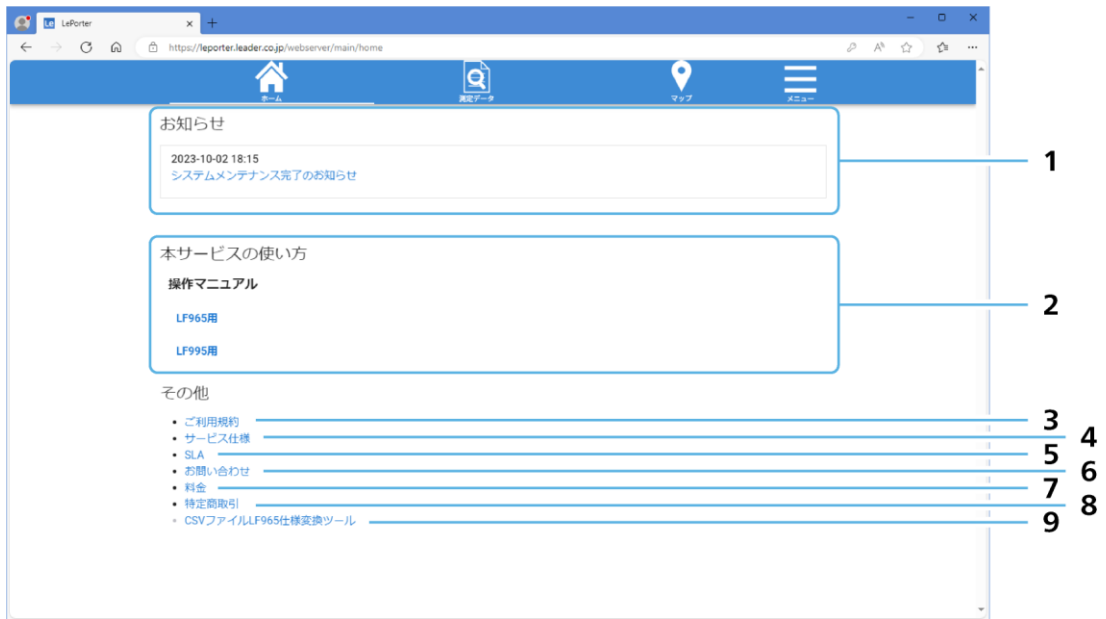 Le LePorter
https://leporter.leader.co.jp/webserver/main/home
ホーム
測定データ
マップ
メニュー
お知らせ
2023-10-02 18:15
システムメンテナンス完了のお知らせ
1
本サービスの使い方
操作マニュアル
LF965用
LF995用
2
その他
ご利用規約
3
サービス仕様
4
SLA
5
お問い合わせ
6
料金
7
特定商取引
8
CSVファイルLF965仕様変換ツール
9